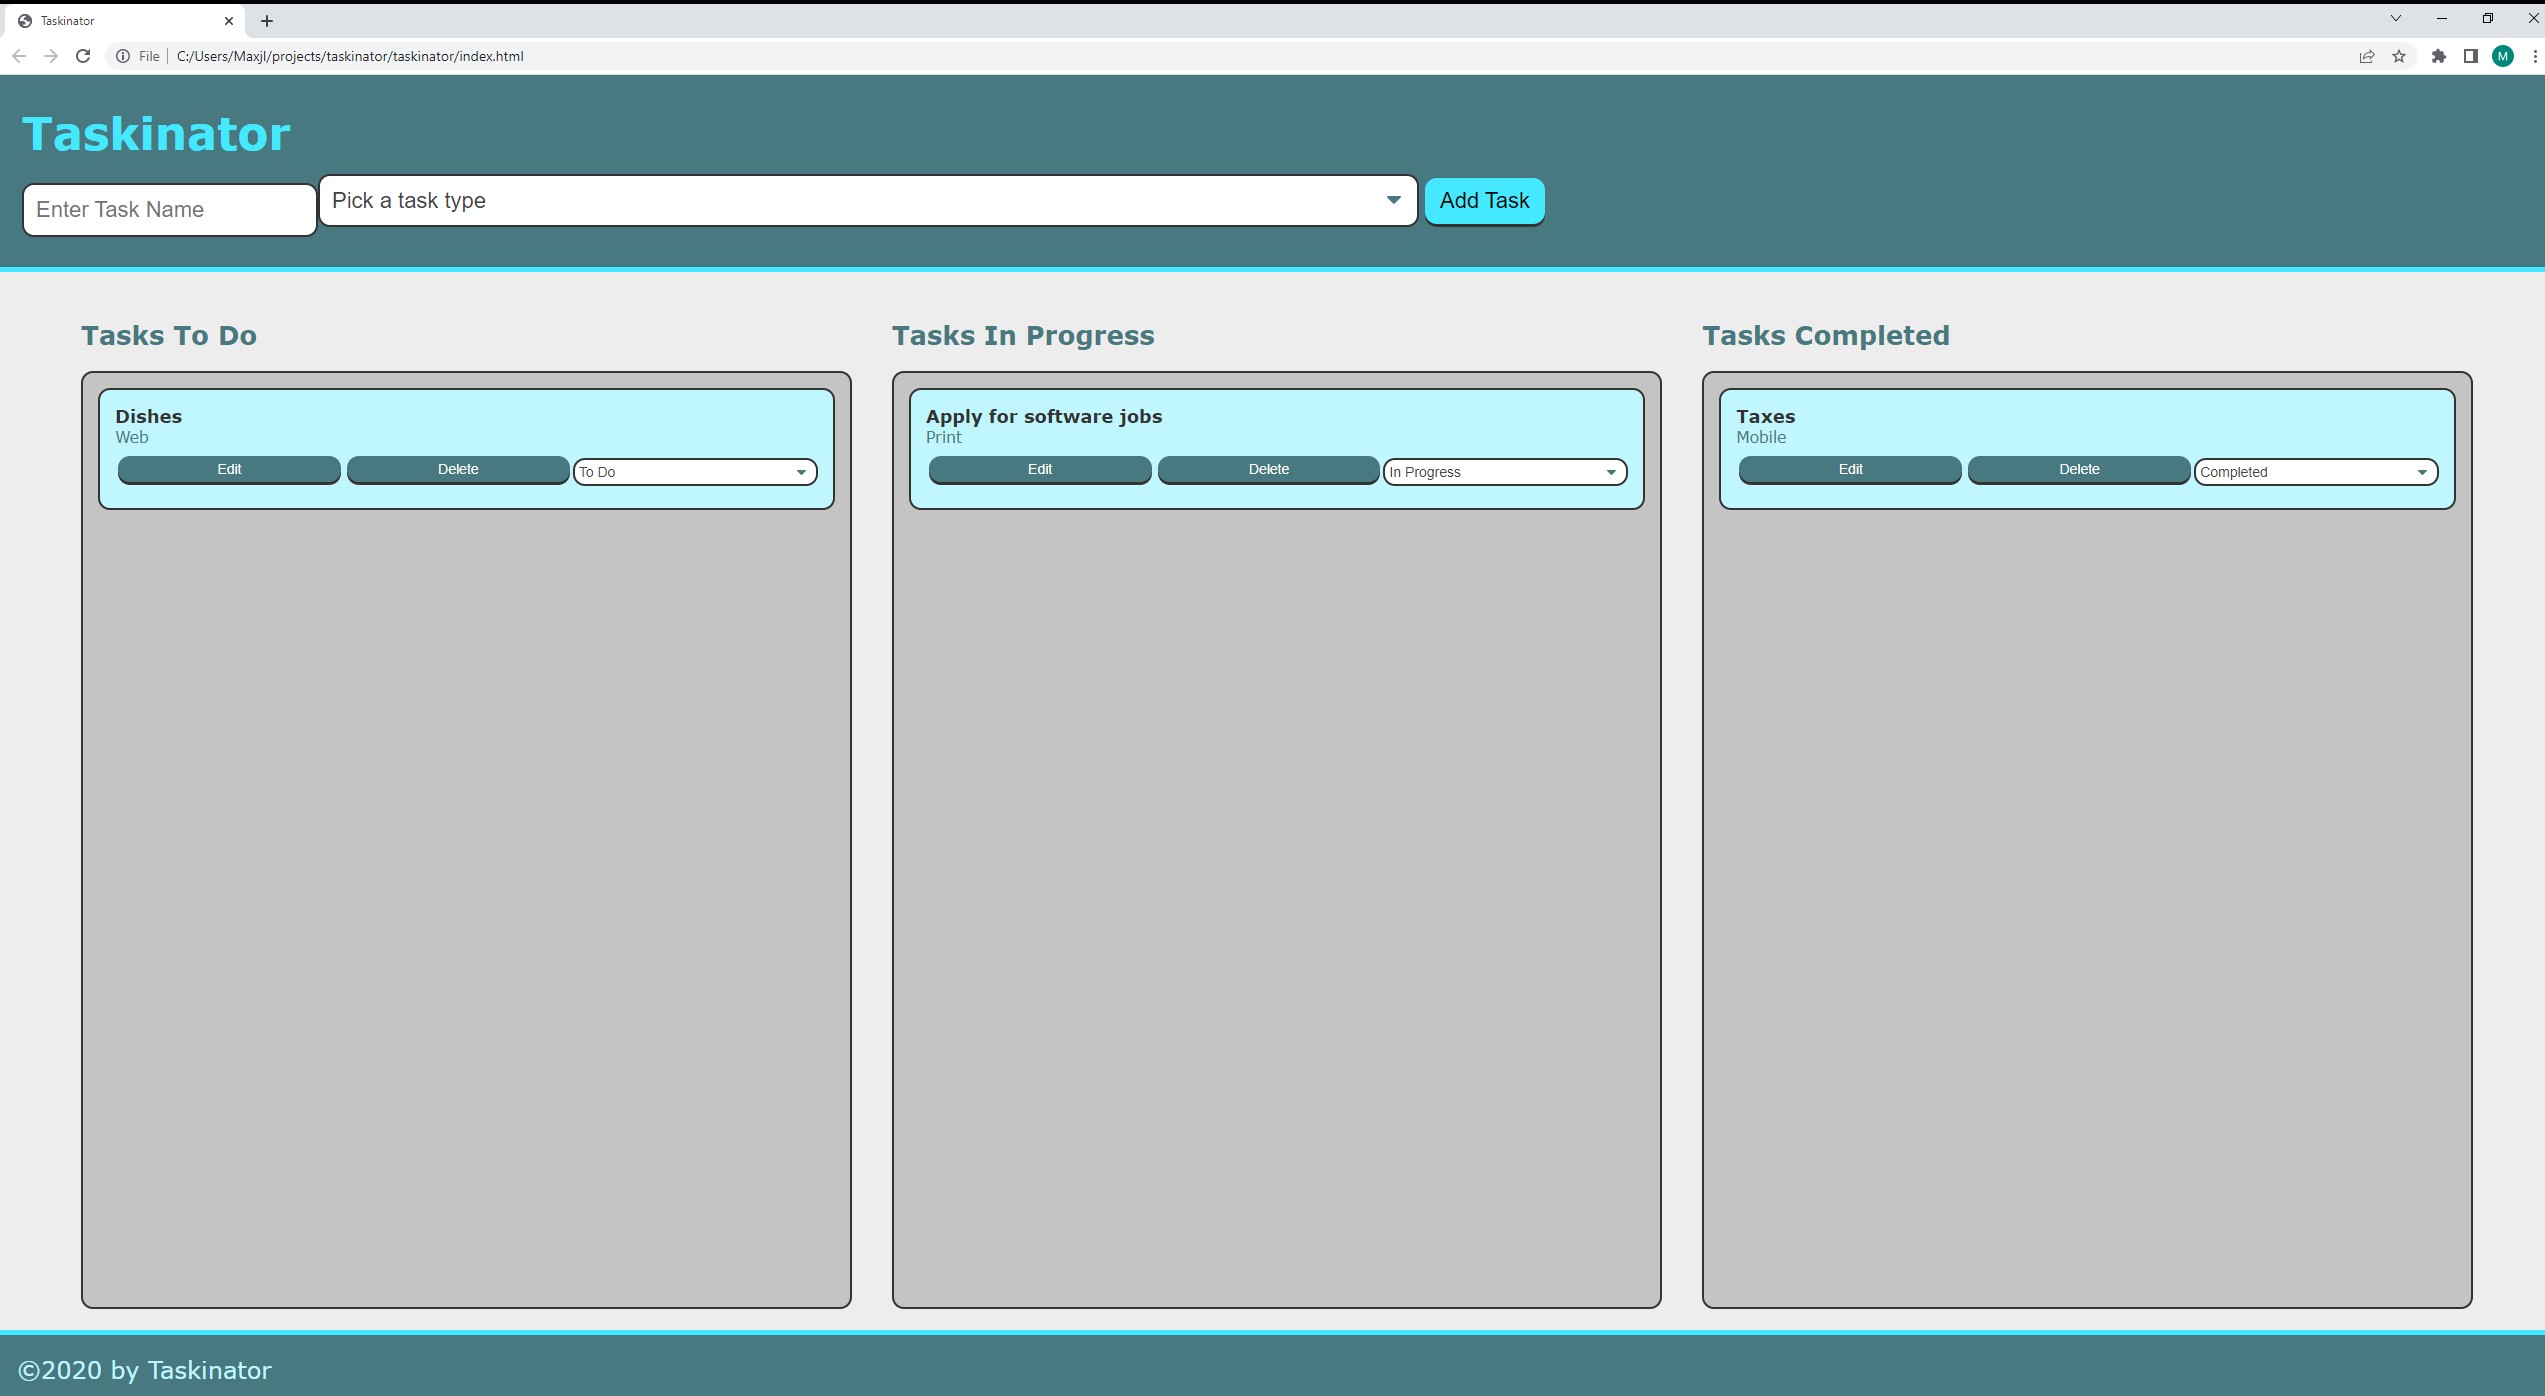 Taskinator
File C:/Users/Maxjl/projects/taskinator/taskinator/index.html
M
Taskinator
Enter Task Name
Pick a task type
Add Task
Tasks To Do
Dishes
Web
Edit Delete To Do
Tasks In Progress
Apply for software jobs
Print
Edit Delete In Progress
Tasks Completed
Taxes
Mobile
Edit Delete Completed
©2020 by Taskinator